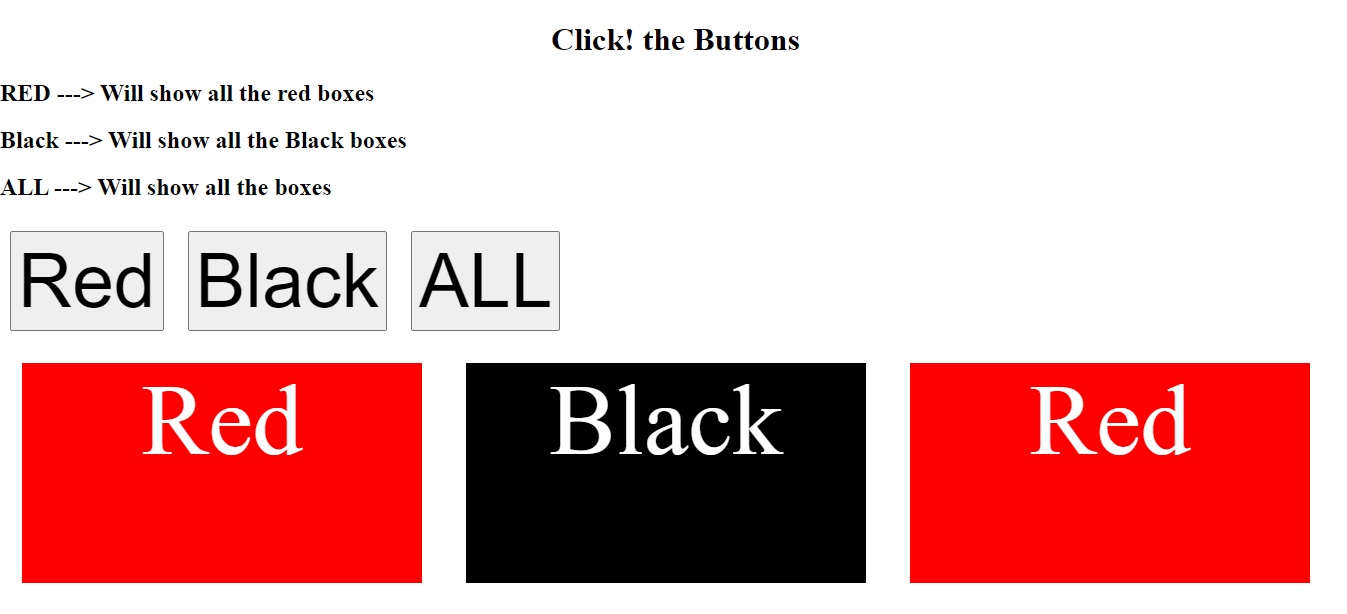 Click! the Buttons
RED ---> Will show all the red boxes
Black ---> Will show all the Black boxes
ALL ---> Will show all the boxes
Red Black ALL
Red Black Red